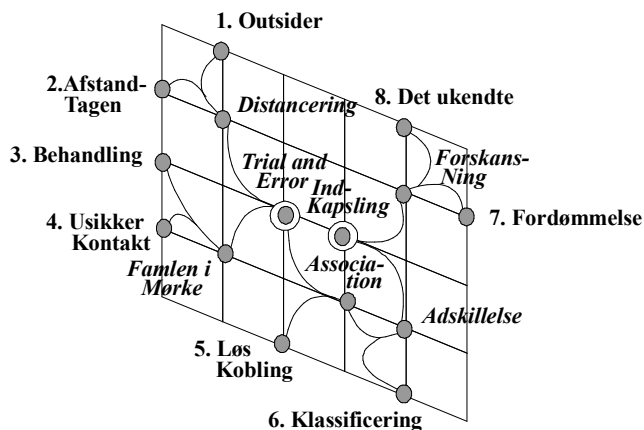 1. Outsider
2.Afstand-
Tagen
Distancering
8. Det ukendte
3. Behandling
Trial and
Error
Ind-
Kapsling
Forskans-
Ning
4. Usikker
Kontakt
7. Fordømmelse
Famlen i
Mørke
Associa-
tion
Adskillelse
5. Løs
Kobling
6. Klassificering